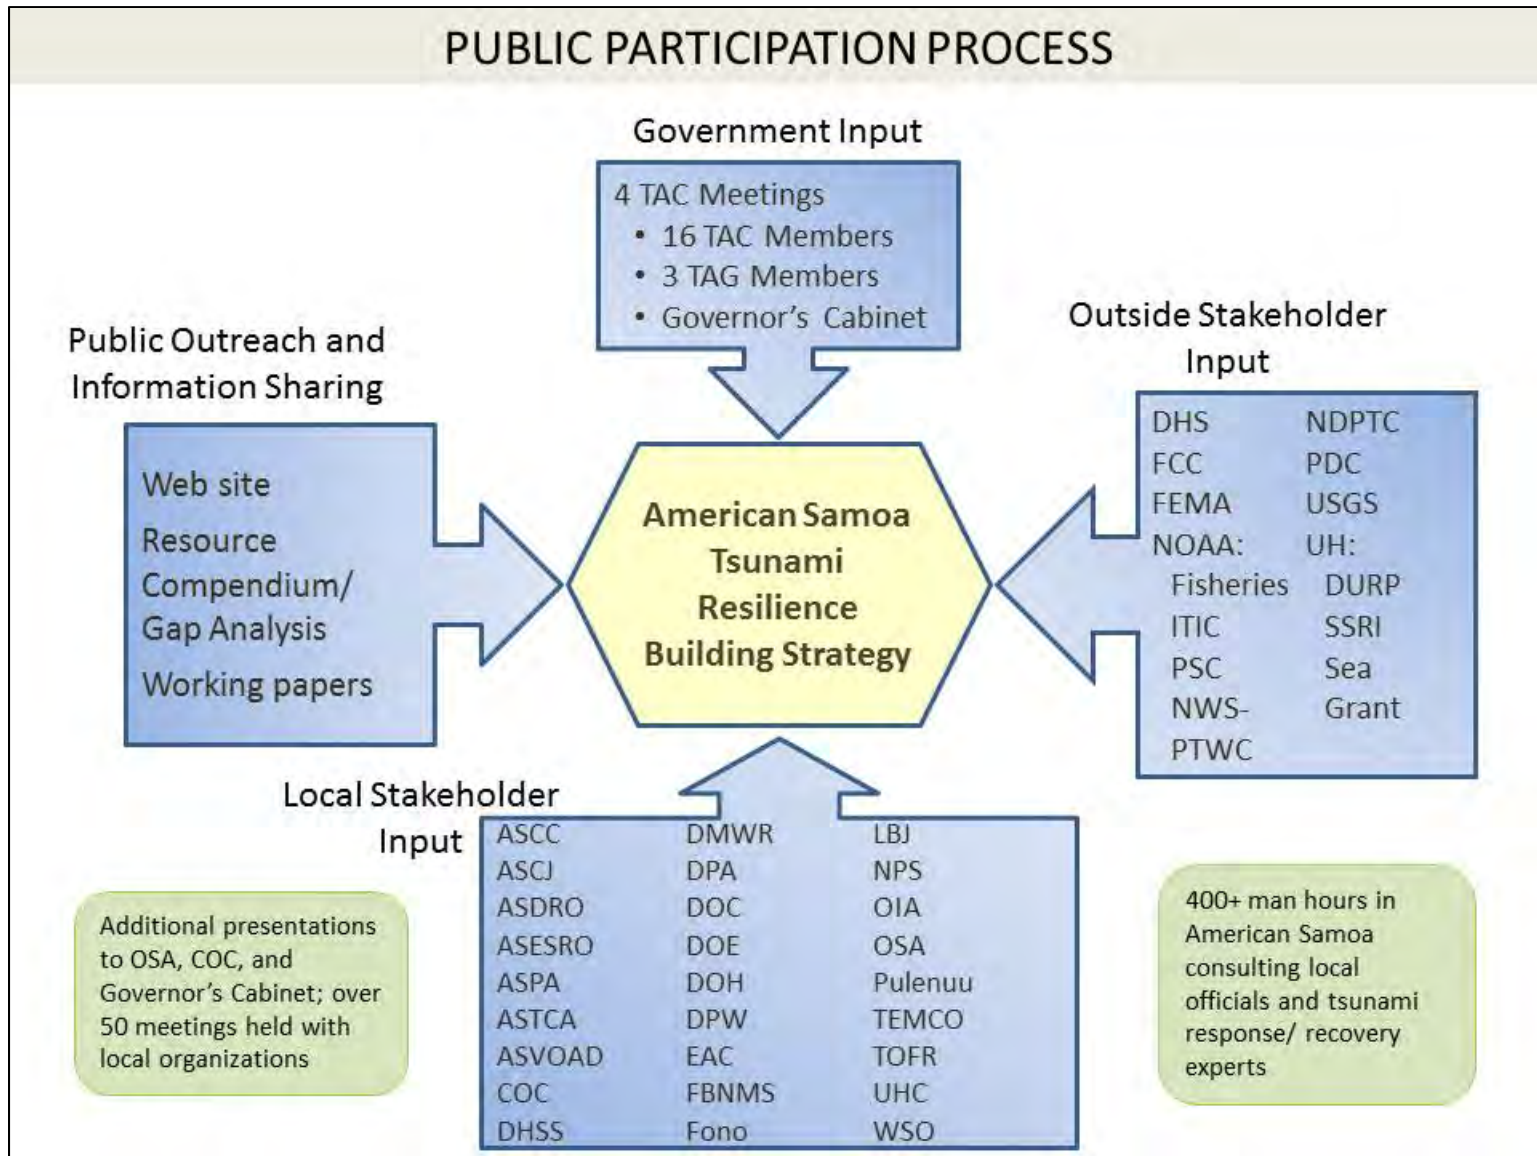 PUBLIC PARTICIPATION PROCESS
Government Input
4 TAC Meetings
• 16 TAC Members
• 3 TAG Members
• Governor's Cabinet
Public Outreach and
Information Sharing
Web site
Resource
Compendium/
Gap Analysis
Working papers
American Samoa
Tsunami
Resilience
Building Strategy
Outside Stakeholder
Input
DHS
FCC
FEMA
NOAA:
Fisheries
ITIC
PSC
NWS-
PTWC
NDPTC
PDC
USGS
UH:
DURP
SSRI
Sea
Grant
Local Stakeholder
Input
ASCC
ASCJ
ASDRO
ASESRO
ASPA
ASTCA
ASVOAD
COC
DHSS
DMWR
DPA
DOC
DOE
DOH
DPW
EAC
FBNMS
Fono
LBJ
NPS
OIA
OSA
Pulenuu
TEMCO
TOFR
UHC
WSO
Additional presentations
to OSA, COC, and
Governor's Cabinet; over
50 meetings held with
local organizations
400+ man hours in
American Samoa
consulting local
officials and tsunami
response/ recovery
experts